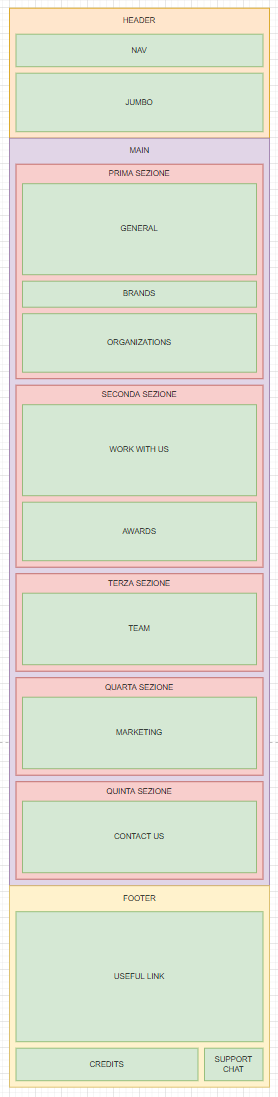 HEADER
NAV
JUMBO
MAIN
PRIMA SEZIONE
GENERAL
BRANDS
ORGANIZATIONS
SECONDA SEZIONE
WORK WITH US
AWARDS
TERZA SEZIONE
TEAM
QUARTA SEZIONE
MARKETING
QUINTA SEZIONE
CONTACT US
FOOTER
USEFUL LINK
CREDITS
SUPPORT
CHAT